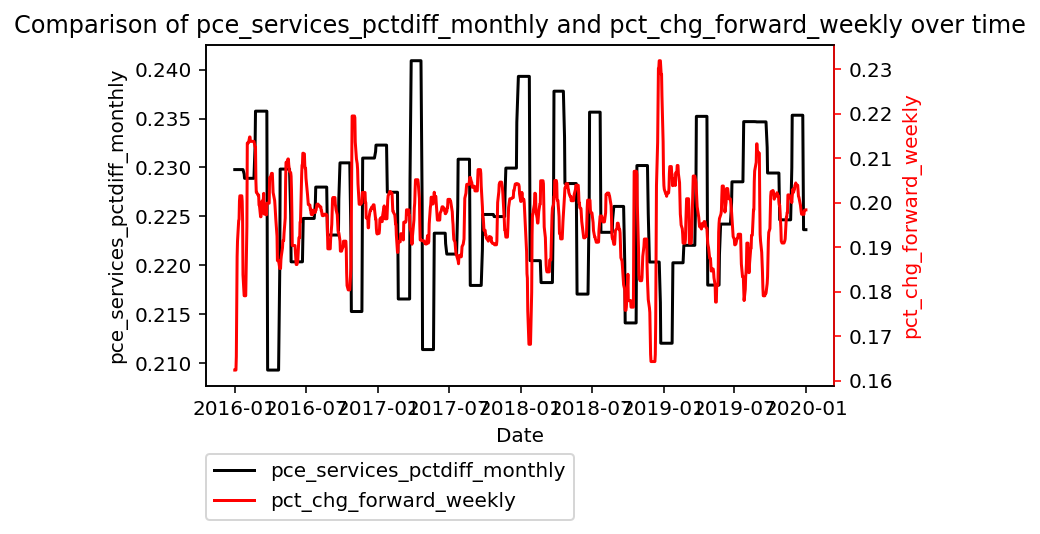 Comparison of pce_services_pctdiff_monthly and pct_chg_forward_weekly over time
pce_services_pctdiff_monthly
0.240
0.235
0.230
0.225
0.220
0.215
0.210
0.23
0.22
0.21
0.20
0.19
0.18
0.17
0.16
pct_chg_forward_weekly
2016-01 2016-07 2017-01 2017-07 2018-01 2018-07 2019-01 2019-07 2020-01
Date
pce_services_pctdiff_monthly
pct_chg_forward_weekly